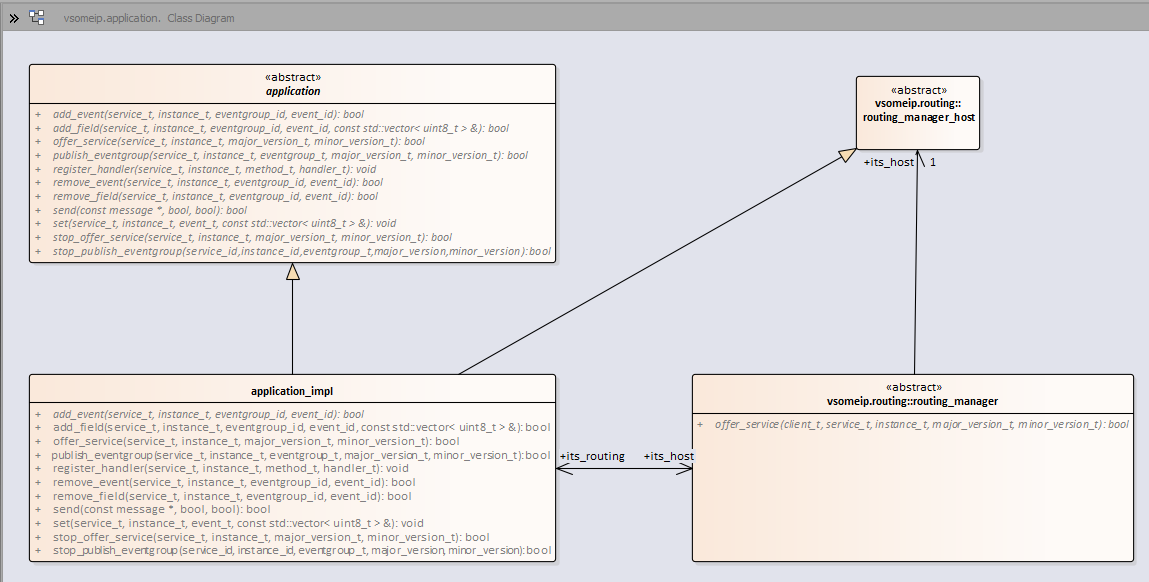 vsomeip.application. Class Diagram
«abstract»
application
+ add_event(service_t, instance_t, eventgroup_id, event_id): bool
+ add_field(service_t, instance_t, eventgroup_id, event_id, const std::vector< uint8_t > &): bool
+ offer_service(service_t, instance_t, major_version_t, minor_version_t): bool
+ publish_eventgroup(service_t, instance_t, eventgroup_t, major_version_t, minor_version_t): bool
+ register_handler(service_t, instance_t, method_t, handler_t): void
+ remove_event(service_t, instance_t, eventgroup_id, event_id): bool
+ remove_field(service_t, instance_t, eventgroup_id, event_id): bool
+ send(const message *, bool, bool): bool
+ set(service_t, instance_t, event_t, const std::vector< uint8_t > &): void
+ stop_offer_service(service_t, instance_t, major_version_t, minor_version_t): bool
+ stop_publish_eventgroup(service_id,instance_id,eventgroup_t,major_version,minor_version):bool
«abstract»
vsomeip.routing::
routing_manager_host
+its_host 1
application_impl
+ add_event(service_t, instance_t, eventgroup_id, event_id): bool
+ add_field(service_t, instance_t, eventgroup_id, event_id, const std::vector< uint8_t > &): bool
+ offer_service(service_t, instance_t, major_version_t, minor_version_t): bool
+ publish_eventgroup(service_t, instance_t, eventgroup_t, major_version_t, minor_version_t):bool
+ register_handler(service_t, instance_t, method_t, handler_t): void
+ remove_event(service_t, instance_t, eventgroup_id, event_id): bool
+ remove_field(service_t, instance_t, eventgroup_id, event_id): bool
+ send(const message *, bool, bool): bool
+ set(service_t, instance_t, event_t, const std::vector< uint8_t > &): void
+ stop_offer_service(service_t, instance_t, major_version_t, minor_version_t): bool
+ stop_publish_eventgroup(service_id, instance_id, eventgroup_t, major_version, minor_version):bool
+its_routing +its_host
«abstract»
vsomeip.routing::routing_manager
+ offer_service(client_t, service_t, instance_t, major_version_t, minor_version_t): bool